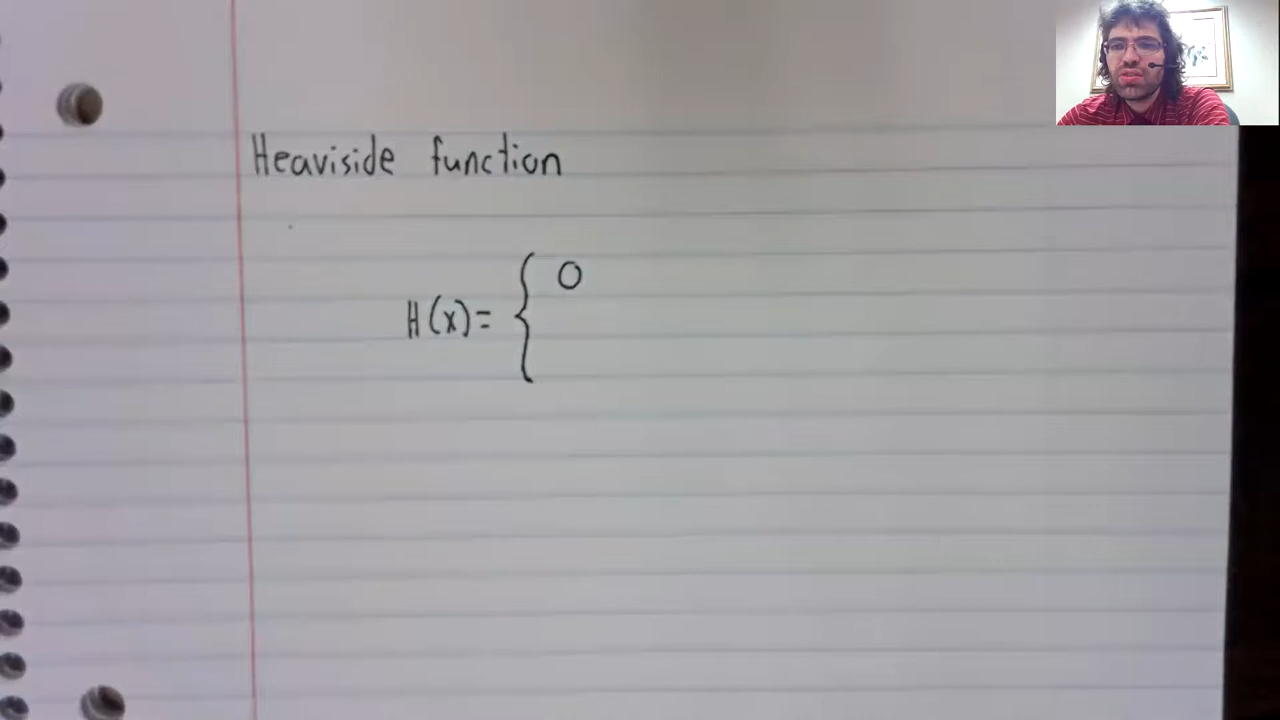 Heaviside function
H(x)= { 0